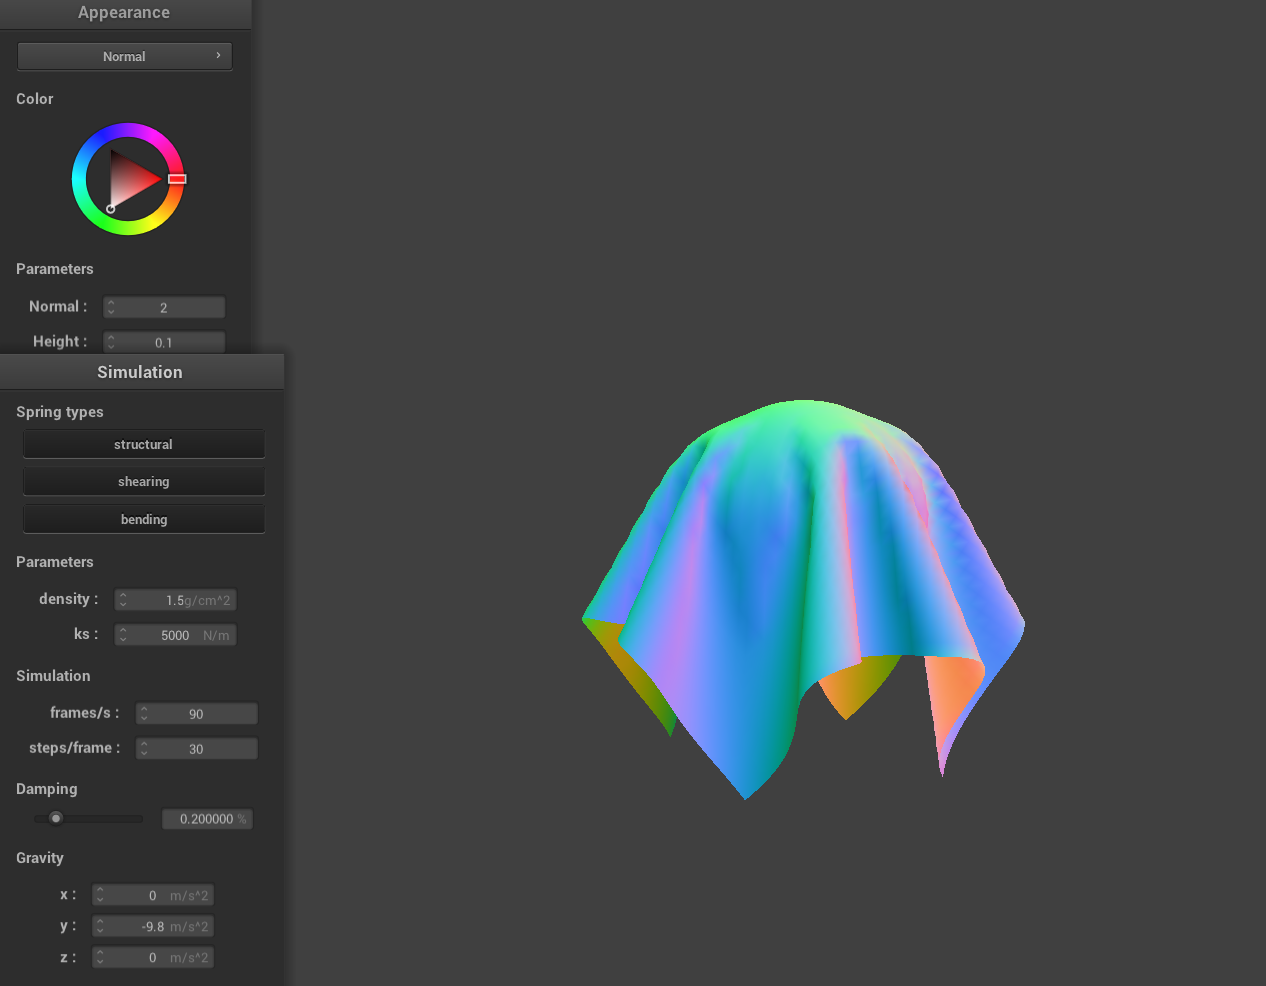 Appearance
Normal
Color
Parameters
Normal : 2
Height : 0.1
Simulation
Spring types
structural
shearing
bending
Parameters
density : 1.5g/cm^2
ks : 5000 N/m
Simulation
frames/s : 90
steps/frame : 30
Damping
0.200000 %
Gravity
x : 0 m/s^2
y : -9.8 m/s^2
z : 0 m/s^2